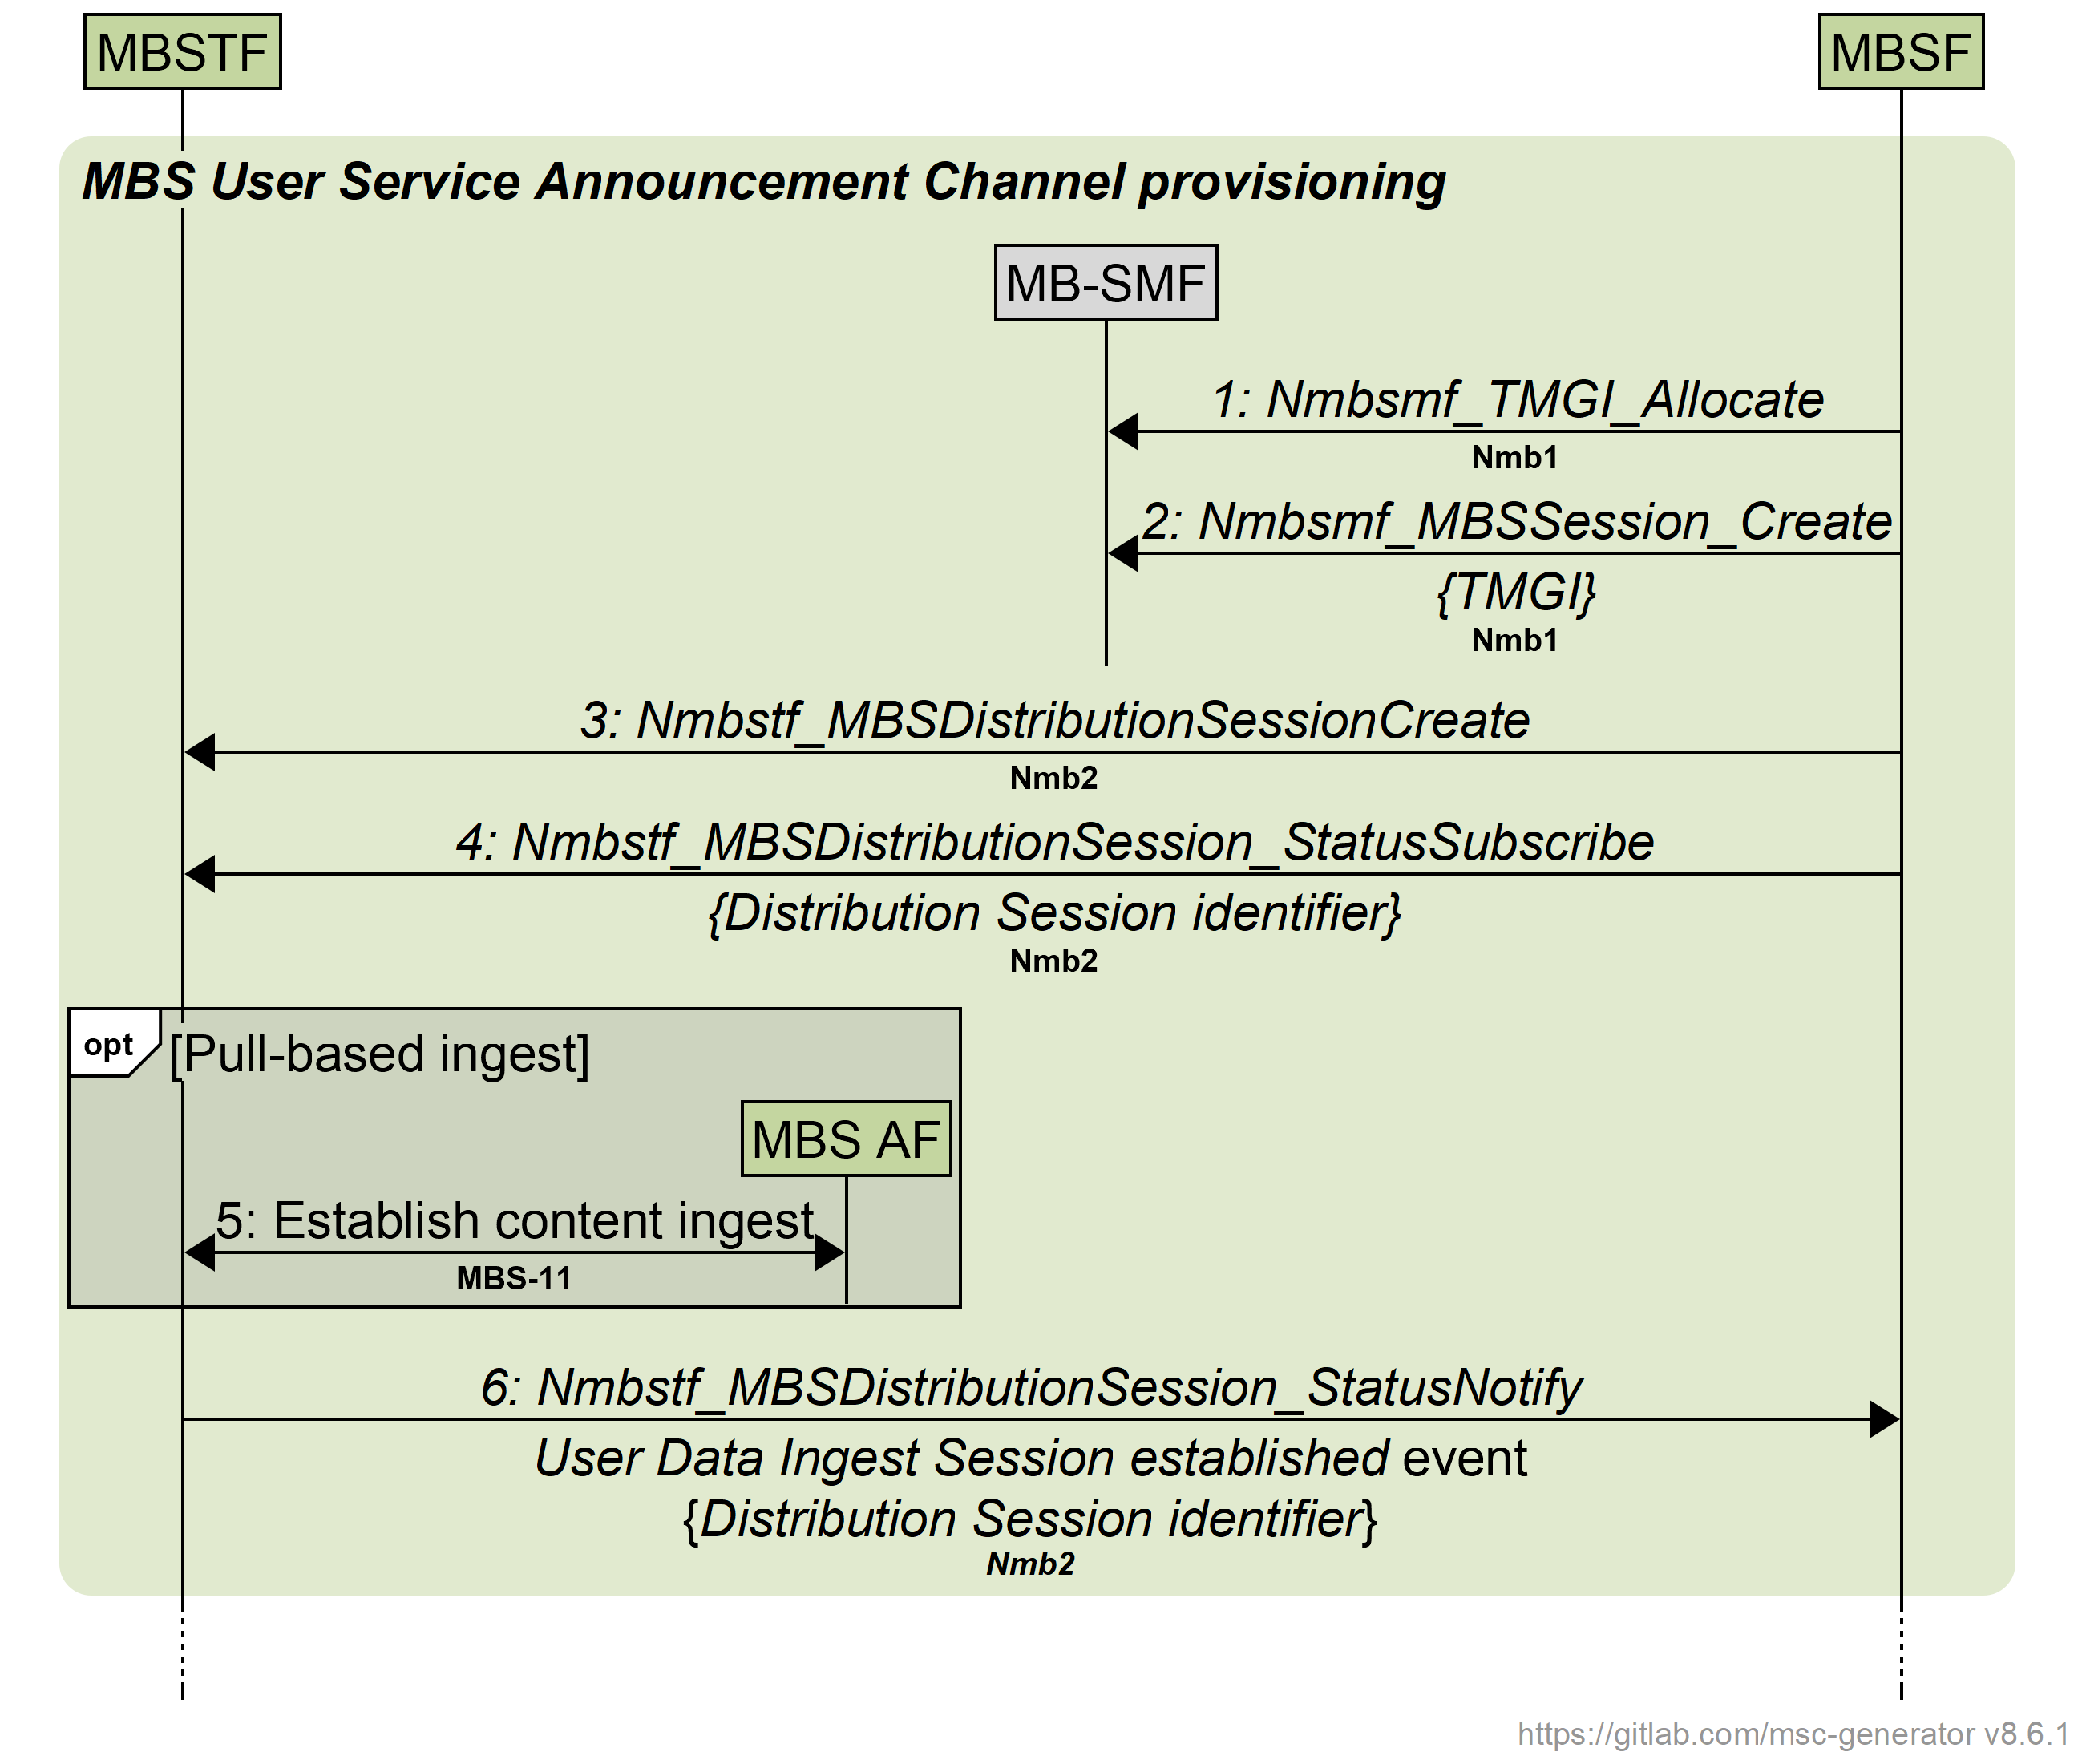 MBSTF
MBSF
MBS User Service Announcement Channel provisioning
MB-SMF
1: Nmbsmf_TMGI_Allocate
Nmb1
2: Nmbsmf_MBSSession_Create
{TMGI}
Nmb1
3: Nmbstf_MBSDistributionSessionCreate
Nmb2
4: Nmbstf_MBSDistributionSession_StatusSubscribe
{Distribution Session identifier}
Nmb2
opt
[Pull-based ingest]
MBS AF
5: Establish content ingest
MBS-11
6: Nmbstf_MBSDistributionSession_StatusNotify
User Data Ingest Session established event
{Distribution Session identifier}
Nmb2
https://gitlab.com/msc-generator v8.6.1